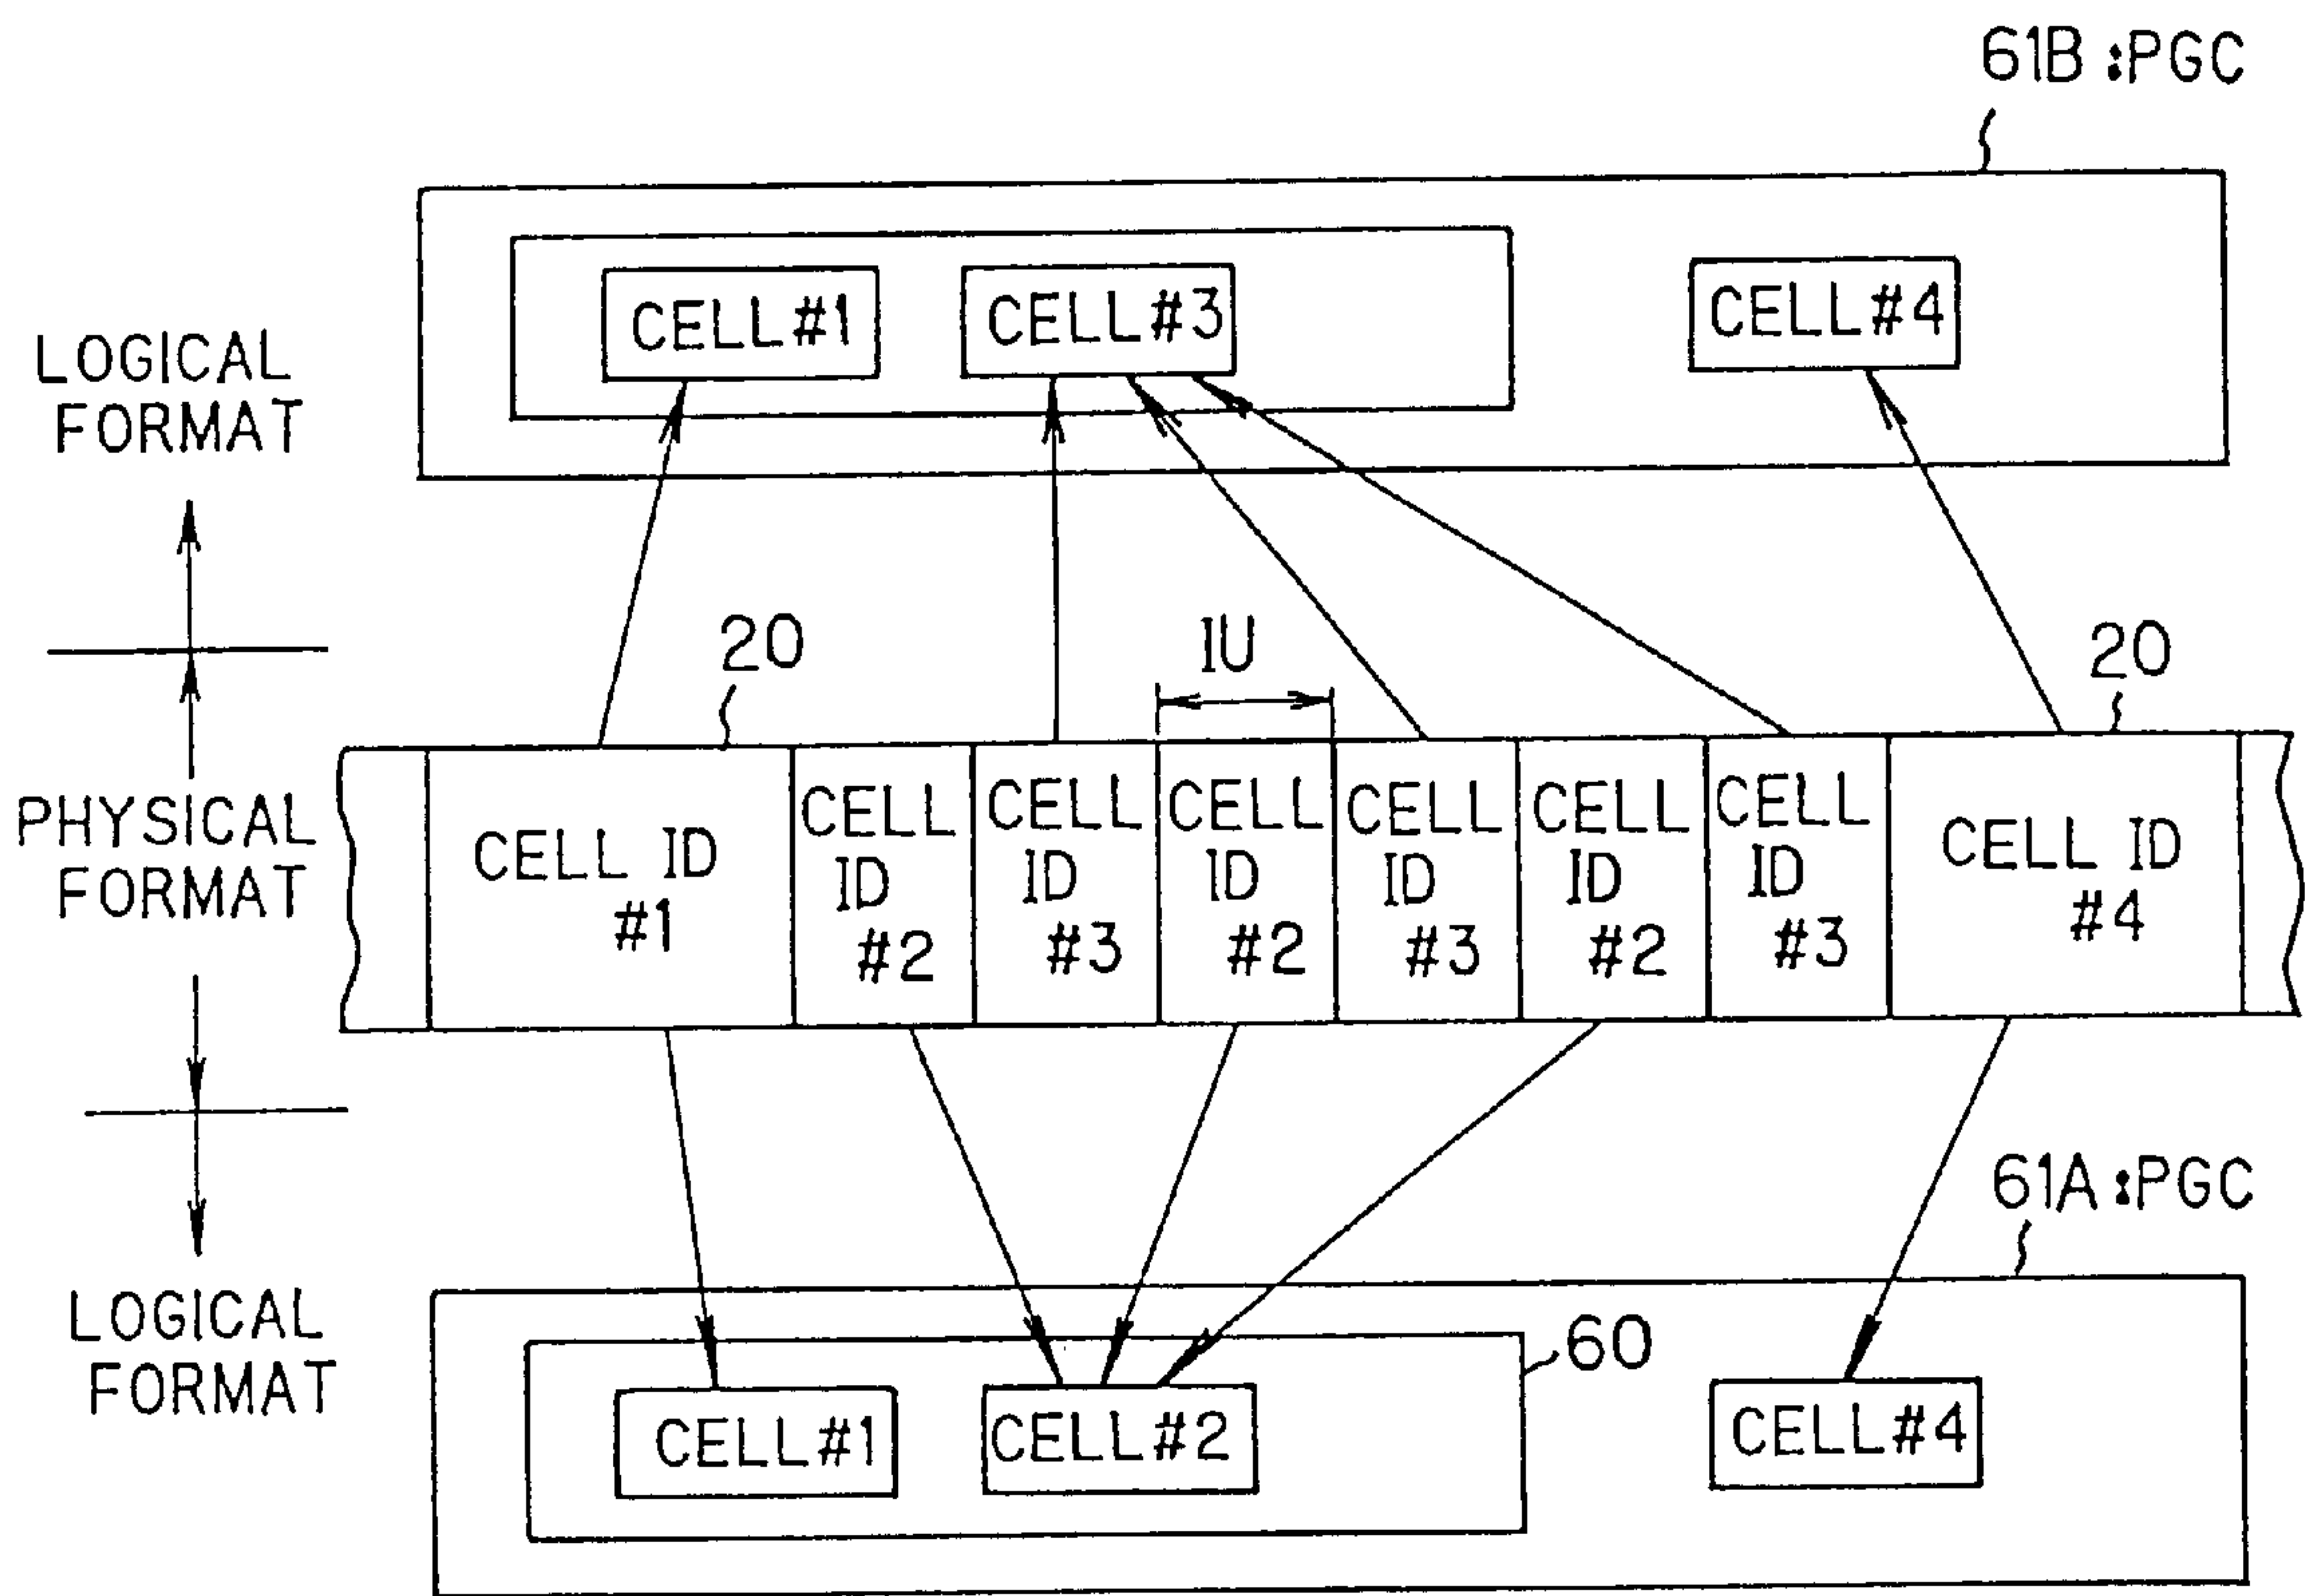 61B :PGC
CELL#1
CELL#3
CELL#4
LOGICAL
FORMAT
20
IU
20
PHYSICAL
FORMAT
CELL ID
#1
CELL
ID
#2
CELL
ID
#3
CELL
ID
#2
CELL
ID
#3
CELL
ID
#2
CELL
ID
#3
CELL ID
#4
61A :PGC
LOGICAL
FORMAT
60
CELL#1
CELL#2
CELL#4